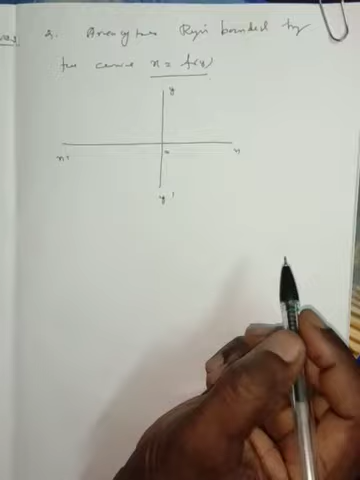 2. Area of the Region bounded by
the curve x = f(y)
y
x' o x
y'